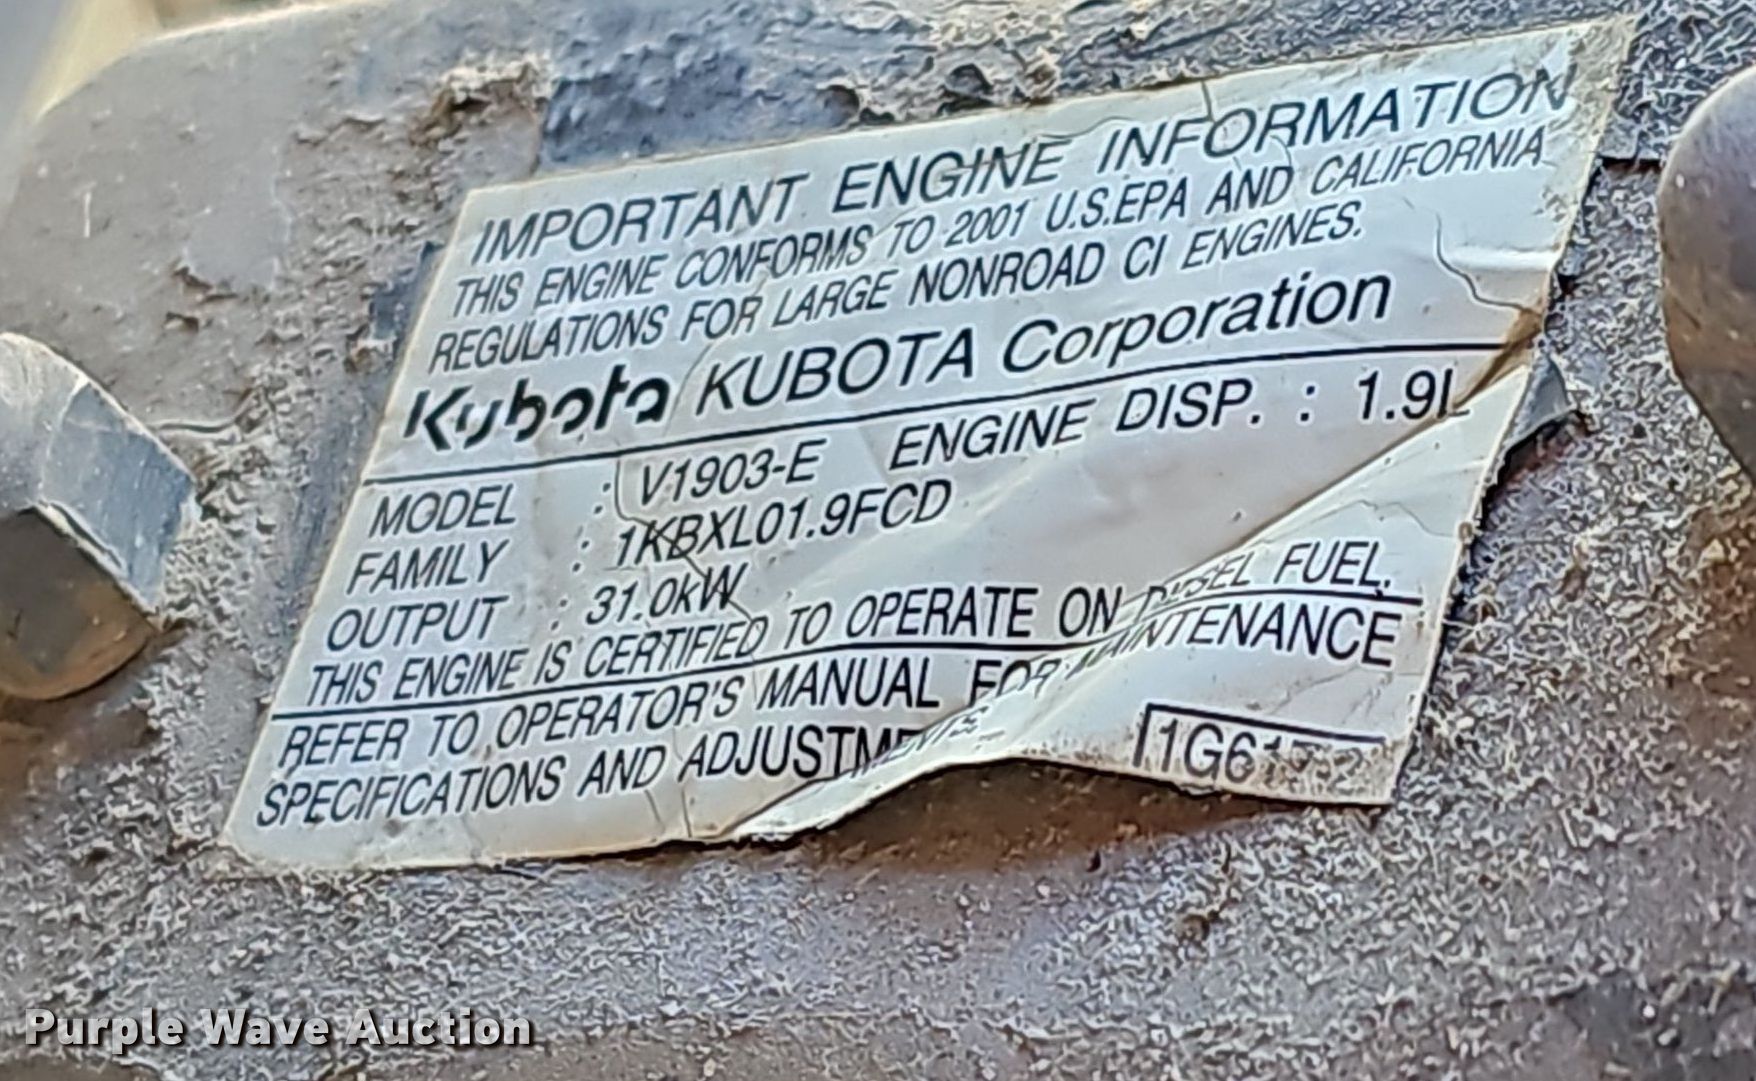 IMPORTANT ENGINE INFORMATION
THIS ENGINE CONFORMS TO 2001 U.S.EPA AND CALIFORNIA
REGULATIONS FOR LARGE NONROAD CI ENGINES.
Kubota KUBOTA Corporation
MODEL : V1903-E ENGINE DISP. : 1.9L
FAMILY : 1KBXL01.9FCD
OUTPUT : 31.0kW
THIS ENGINE IS CERTIFIED TO OPERATE ON DIESEL FUEL.
REFER TO OPERATOR'S MANUAL FOR MAINTENANCE
SPECIFICATIONS AND ADJUSTMENTS
Purple Wave Auction